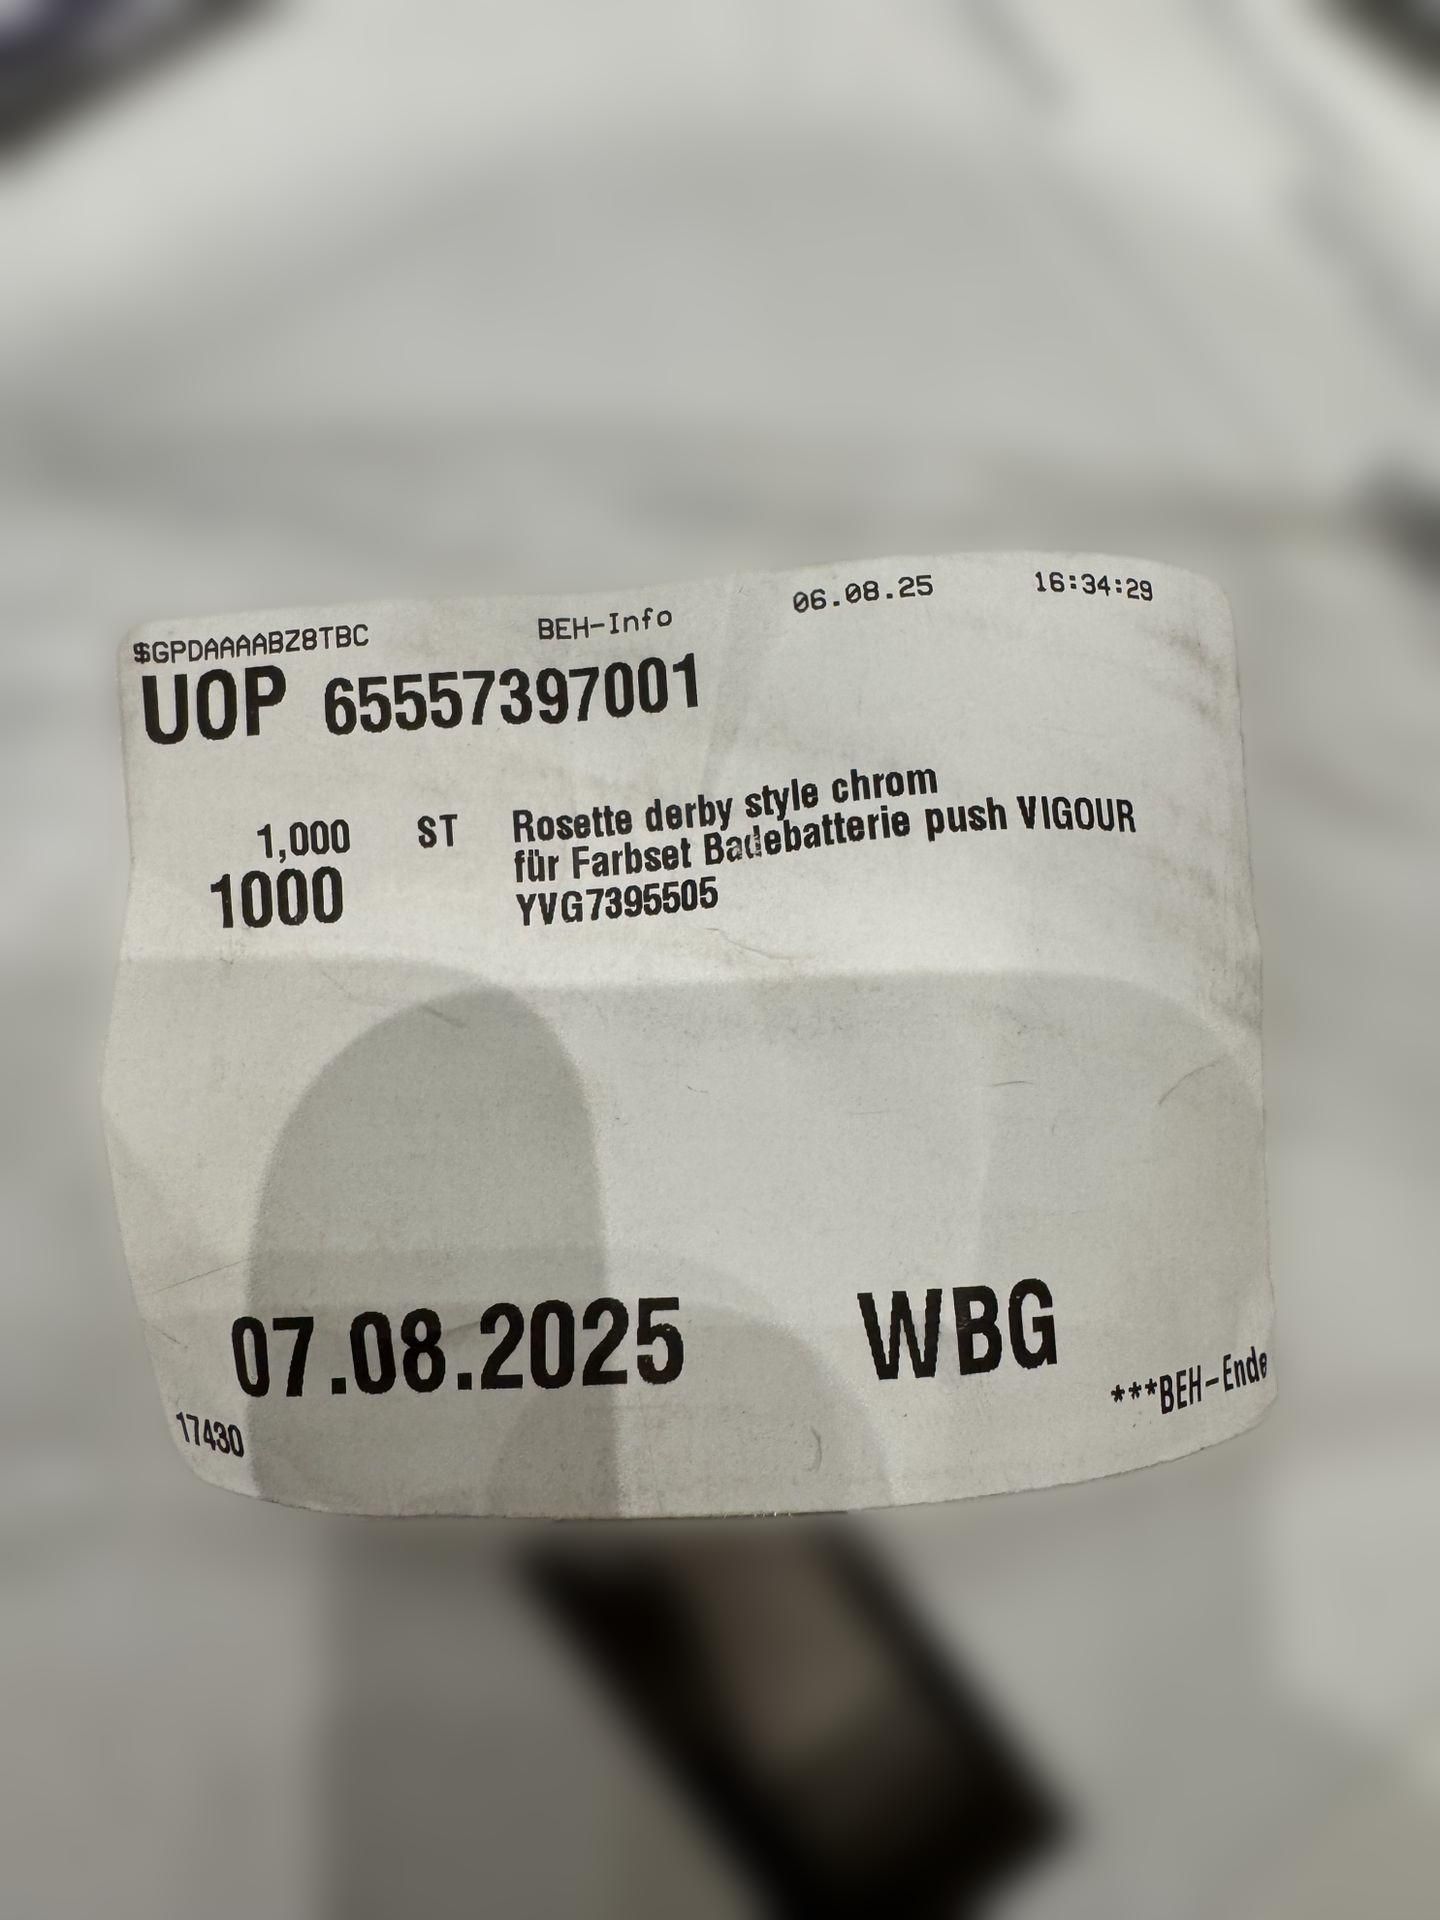 $GPDAAAABZ8TBC BEH-Info 06.08.25 16:34:29
UOP 65557397001
1,000 ST Rosette derby style chrom
für Farbset Badebatterie push VIGOUR
1000 YVG7395505
07.08.2025 WBG
17430 ***BEH-Ende